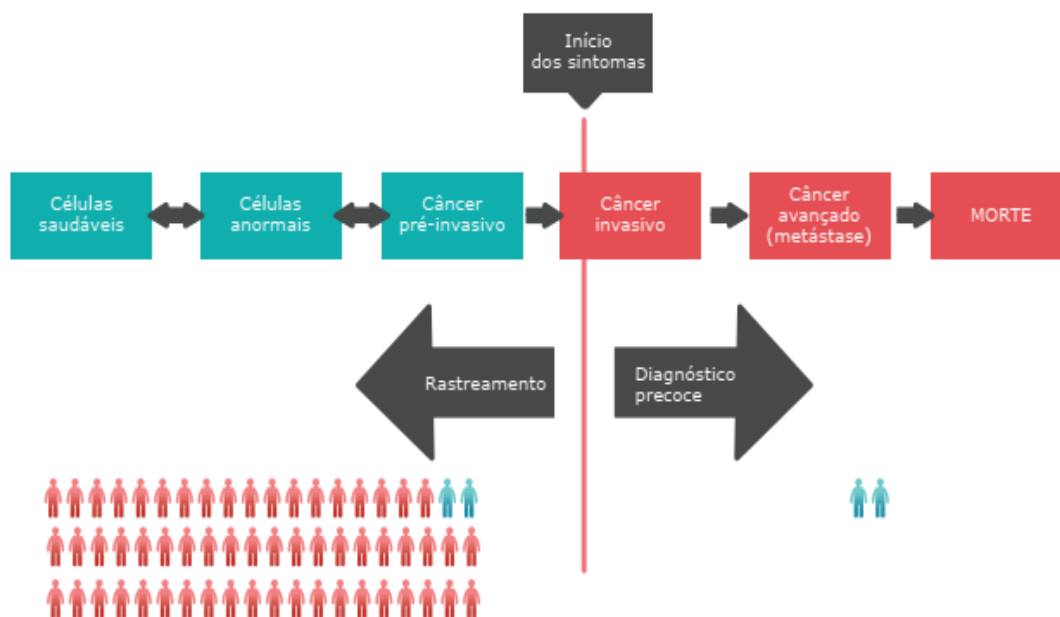 Início
dos sintomas
Células
saudáveis
Células
anormais
Câncer
pré-invasivo
Câncer
invasivo
Câncer
avançado
(metástase)
MORTE
Rastreamento
Diagnóstico
precoce